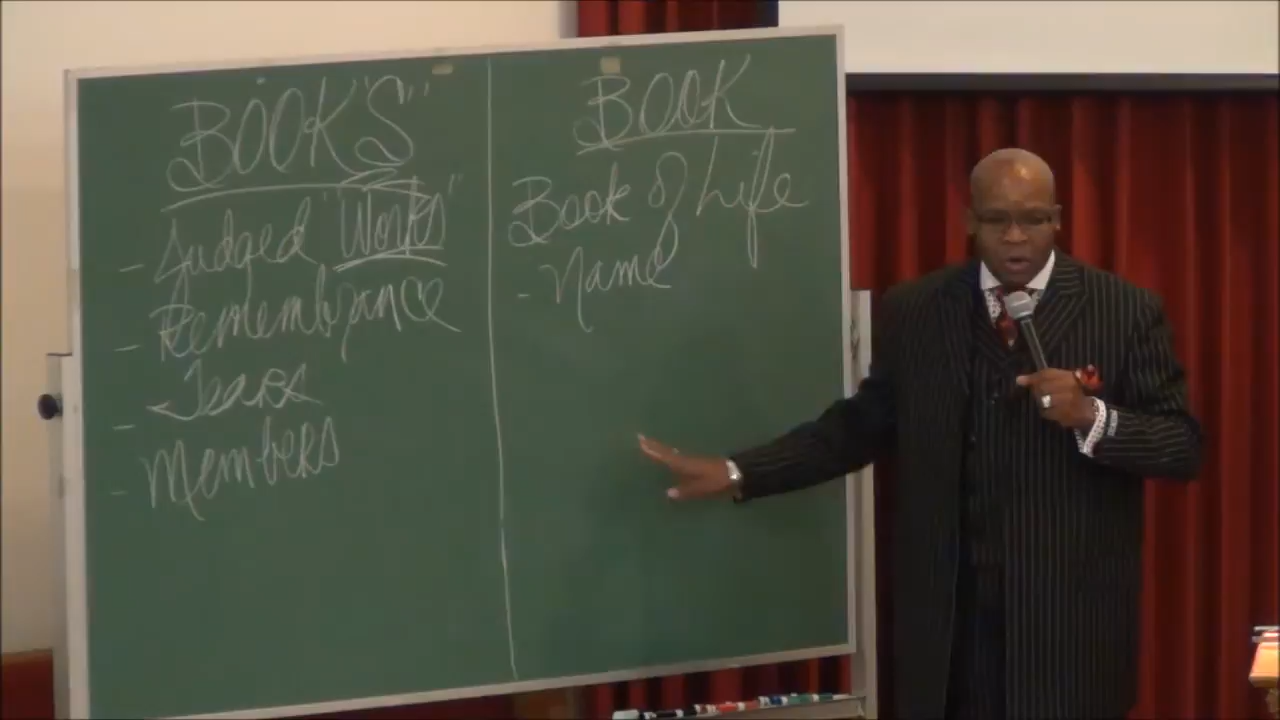 BOOK"S"
- Judged "Works"
- Remembrance
- Tears
- Members
BOOK
Book of Life
- Name